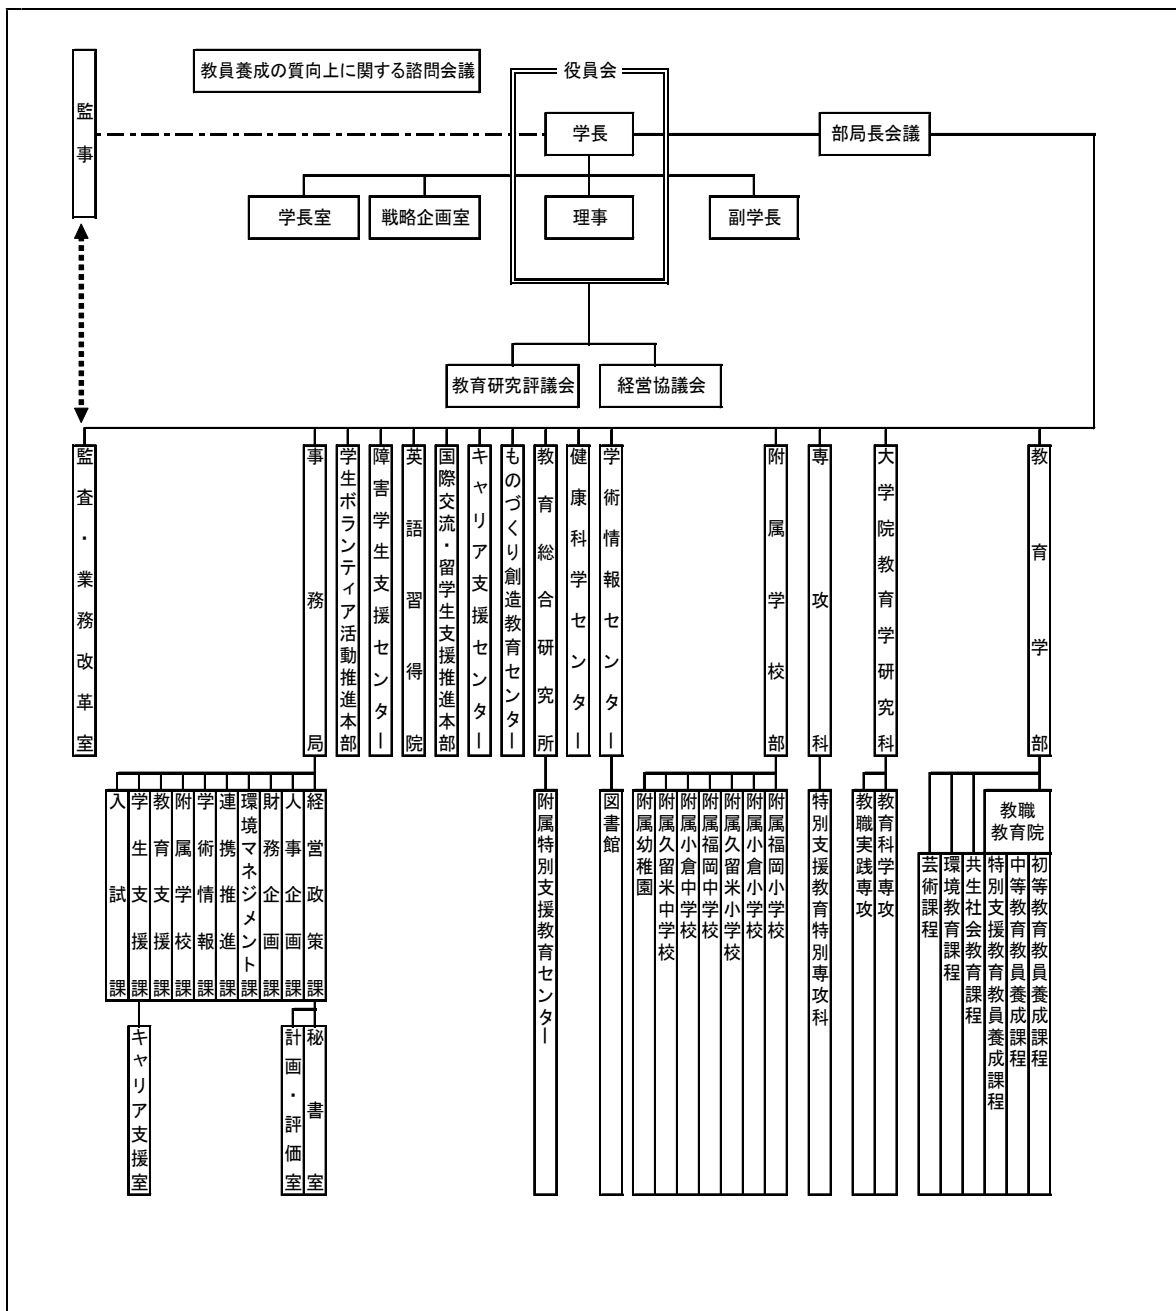 監事
教員養成の質向上に関する諮問会議
役員会
学長
部局長会議
学長室
戦略企画室
理事
副学長
教育研究評議会
経営協議会
監査・業務改革室
事務局
学生ボランティア活動推進本部
障害学生支援センター
英語習得院
国際交流・留学生支援推進本部
キャリア支援センター
ものづくり創造教育センター
教育総合研究所
健康科学センター
学術情報センター
附属学校部
専攻科
大学院教育学研究科
教育学部
入試課
学生支援課
教育支援課
附属学校課
学術情報課
連携推進課
環境マネジメント課
財務企画課
人事企画課
経営政策課
附属特別支援教育センター
図書館
附属幼稚園
附属久留米中学校
附属小倉中学校
附属福岡中学校
附属久留米小学校
附属小倉小学校
附属福岡小学校
特別支援教育特別専攻科
教職実践専攻
教育科学専攻
教職
教育院
芸術課程
環境教育課程
共生社会教育課程
特別支援教育教員養成課程
中等教育教員養成課程
初等教育教員養成課程
キャリア支援室
計画・評価室
秘書室